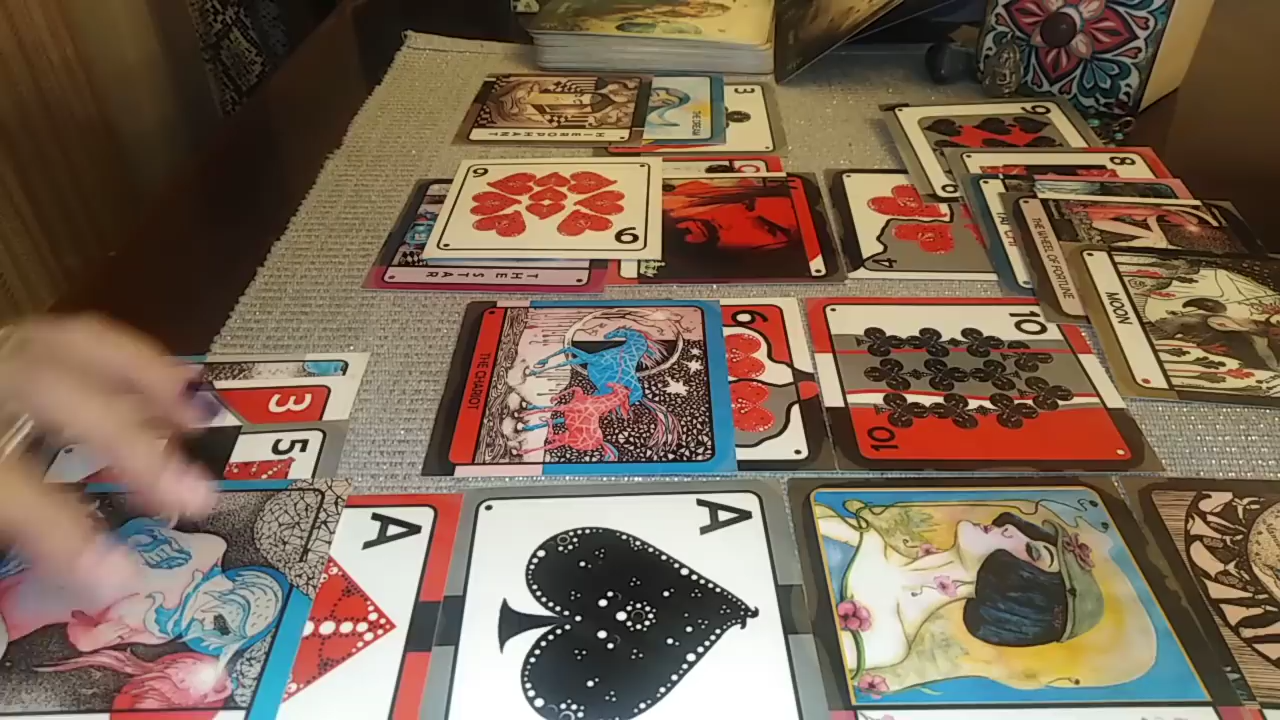 HIEROPHANT
THE DREAM
3
9
9
THE STAR
4
9
8
THE WHEEL OF FORTUNE
MOON
THE CHARIOT
6
10
10
3
5
A
A